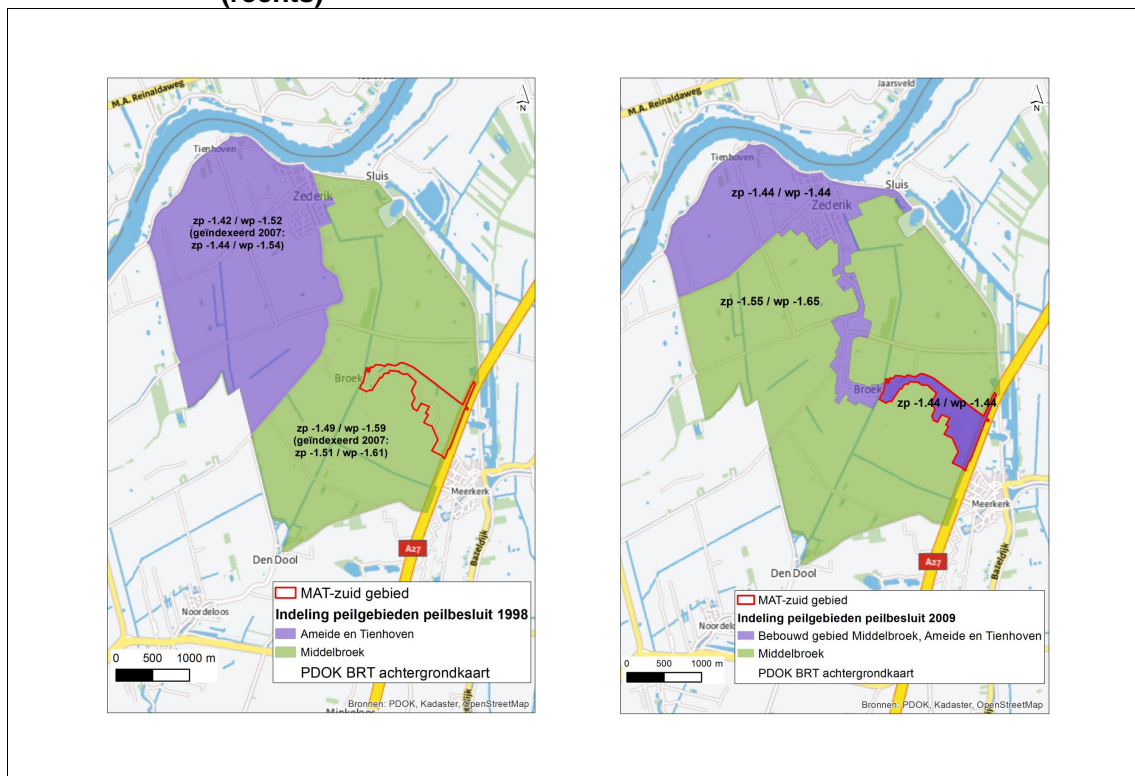 (rechts)
M.A. Reinaldaweg
N
Tienhoven
Sluis
Zederik
zp -1.42 / wp -1.52
(geïndexeerd 2007:
zp -1.44 / wp -1.54)
Broek
zp -1.49 / wp -1.59
(geïndexeerd 2007:
zp -1.51 / wp -1.61)
Meerkerk
A27
Bazeldijk
Den Dool
Noordeloos
MAT-zuid gebied
Indeling peilgebieden peilbesluit 1998
Ameide en Tienhoven
Middelbroek
PDOK BRT achtergrondkaart
0 500 1000 m
Bronnen: PDOK, Kadaster, OpenStreetMap
Jaarsveld
M.A. Reinaldaweg
N
Tienhoven
Sluis
zp -1.44 / wp -1.44
Zederik
zp -1.55 / wp -1.65
Broek
zp -1.44 / wp -1.44
Meerkerk
A27
Bazeldijk
Den Dool
MAT-zuid gebied
Indeling peilgebieden peilbesluit 2009
Bebouwd gebied Middelbroek, Ameide en Tienhoven
Middelbroek
PDOK BRT achtergrondkaart
0 500 1000 m
Bronnen: PDOK, Kadaster, OpenStreetMap